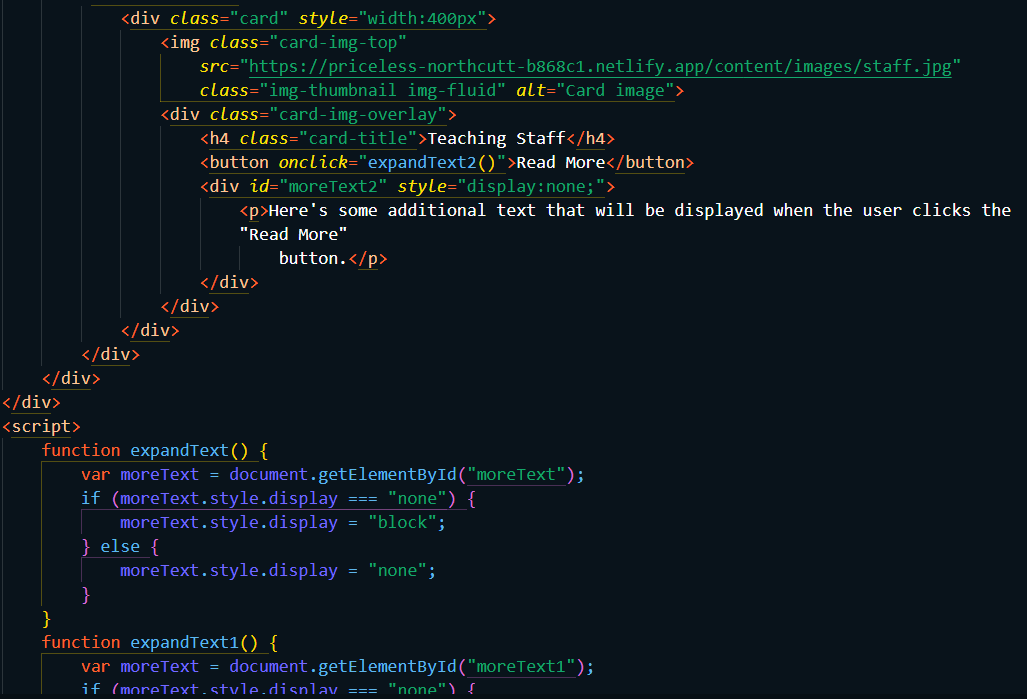 <div class="card" style="width:400px">
<img class="card-img-top"
src="https://priceless-northcutt-b868c1.netlify.app/content/images/staff.jpg"
class="img-thumbnail img-fluid" alt="Card image">
<div class="card-img-overlay">
<h4 class="card-title">Teaching Staff</h4>
<button onclick="expandText2()">Read More</button>
<div id="moreText2" style="display:none;">
<p>Here's some additional text that will be displayed when the user clicks the
"Read More"
button.</p>
</div>
</div>
</div>
</div>
</div>
</div>
<script>
function expandText() {
var moreText = document.getElementById("moreText");
if (moreText.style.display === "none") {
moreText.style.display = "block";
} else {
moreText.style.display = "none";
}
}
function expandText1() {
var moreText = document.getElementById("moreText1");
if (moreText.style.display === "none") {